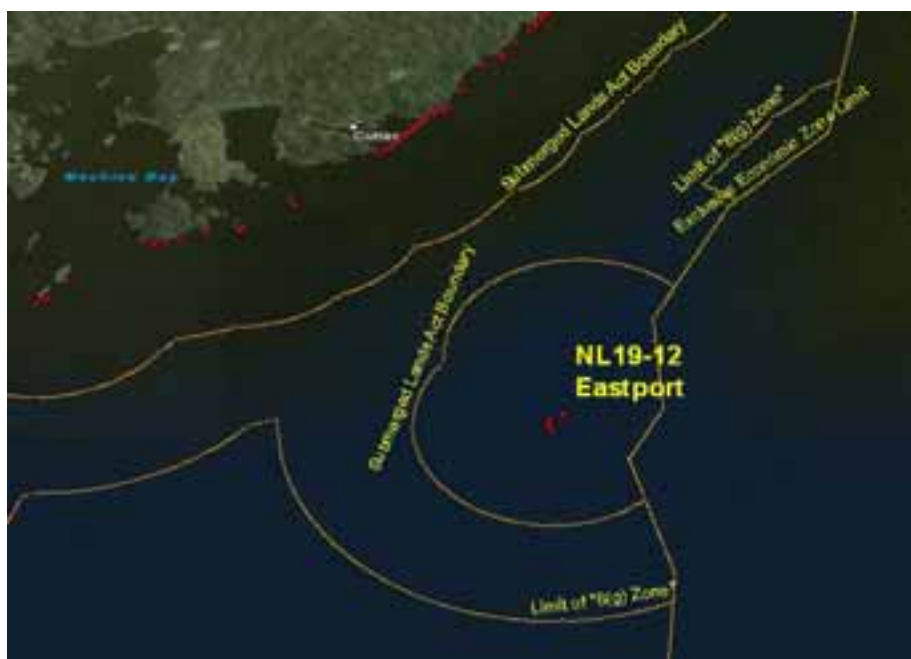 Submerged Lands Act Boundary
Limit of "8(g) Zone"
Exclusive Economic Zone Limit
Cutler
Machias Bay
Submerged Lands Act Boundary
NL19-12
Eastport
Limit of "8(g) Zone"